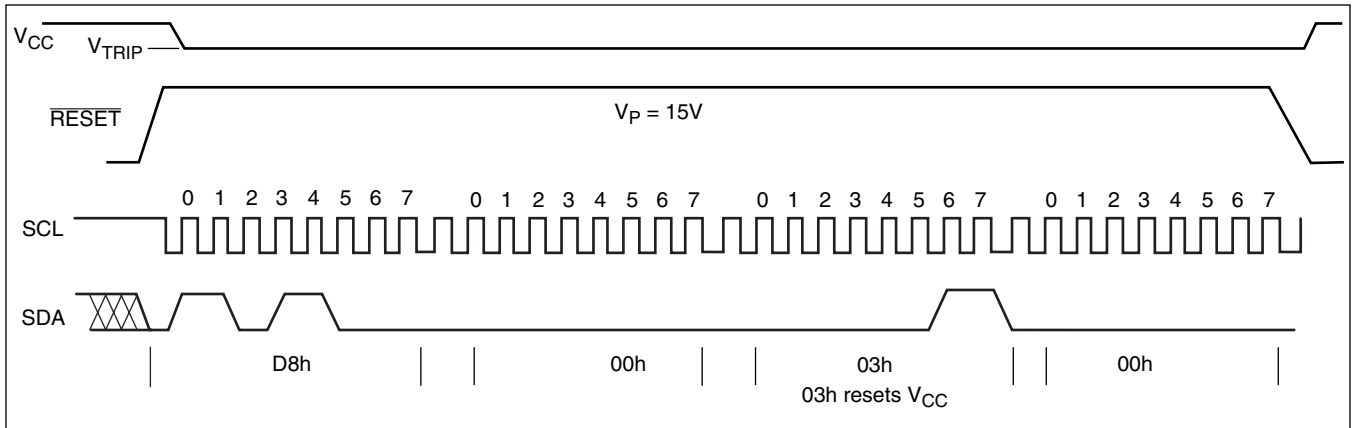 VCC
VTRIP
RESET
VP = 15V
0 1 2 3 4 5 6 7 0 1 2 3 4 5 6 7 0 1 2 3 4 5 6 7 0 1 2 3 4 5 6 7
SCL
SDA
D8h 00h 03h 00h
03h resets VCC